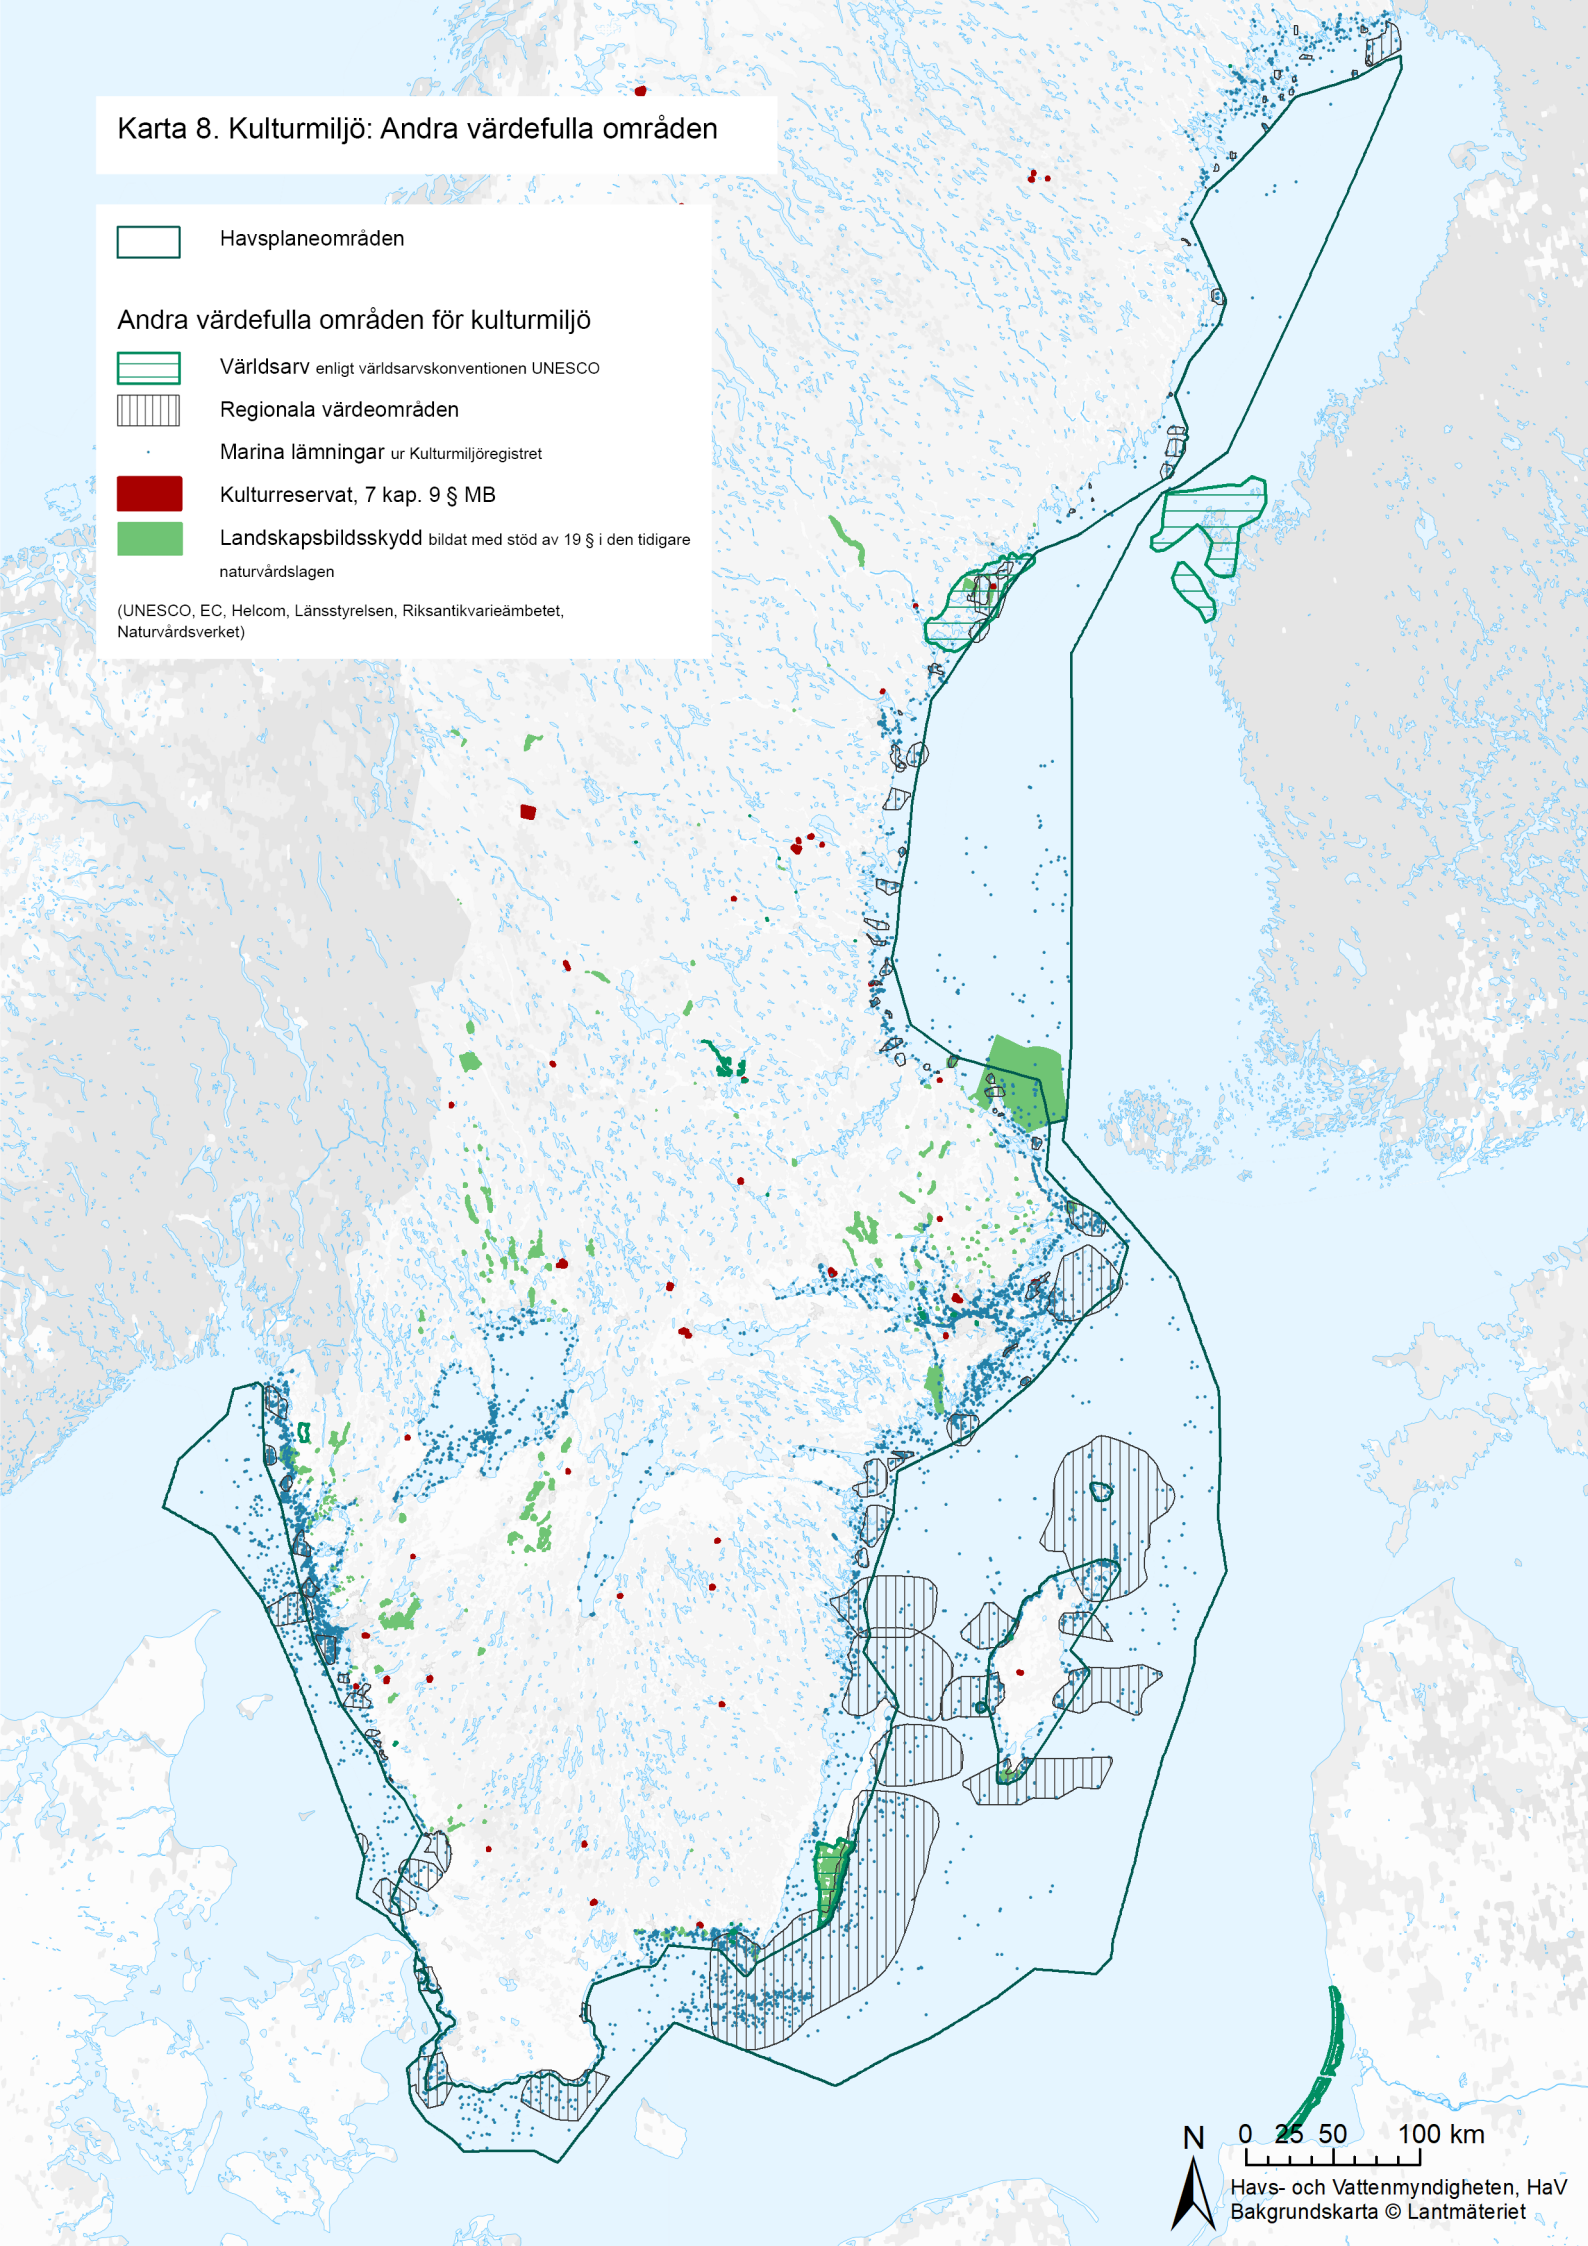 Karta 8. Kulturmiljö: Andra värdefulla områden
Havsplaneområden
Andra värdefulla områden för kulturmiljö
Världsarv enligt världsarvskonventionen UNESCO
Regionala värdeområden
Marina lämningar ur Kulturmiljöregistret
Kulturreservat, 7 kap. 9 § MB
Landskapsbildsskydd bildat med stöd av 19 § i den tidigare
naturvårdslagen
(UNESCO, EC, Helcom, Länsstyrelsen, Riksantikvarieämbetet,
Naturvårdsverket)
N
0 25 50 100 km
Havs- och Vattenmyndigheten, HaV
Bakgrundskarta © Lantmäteriet